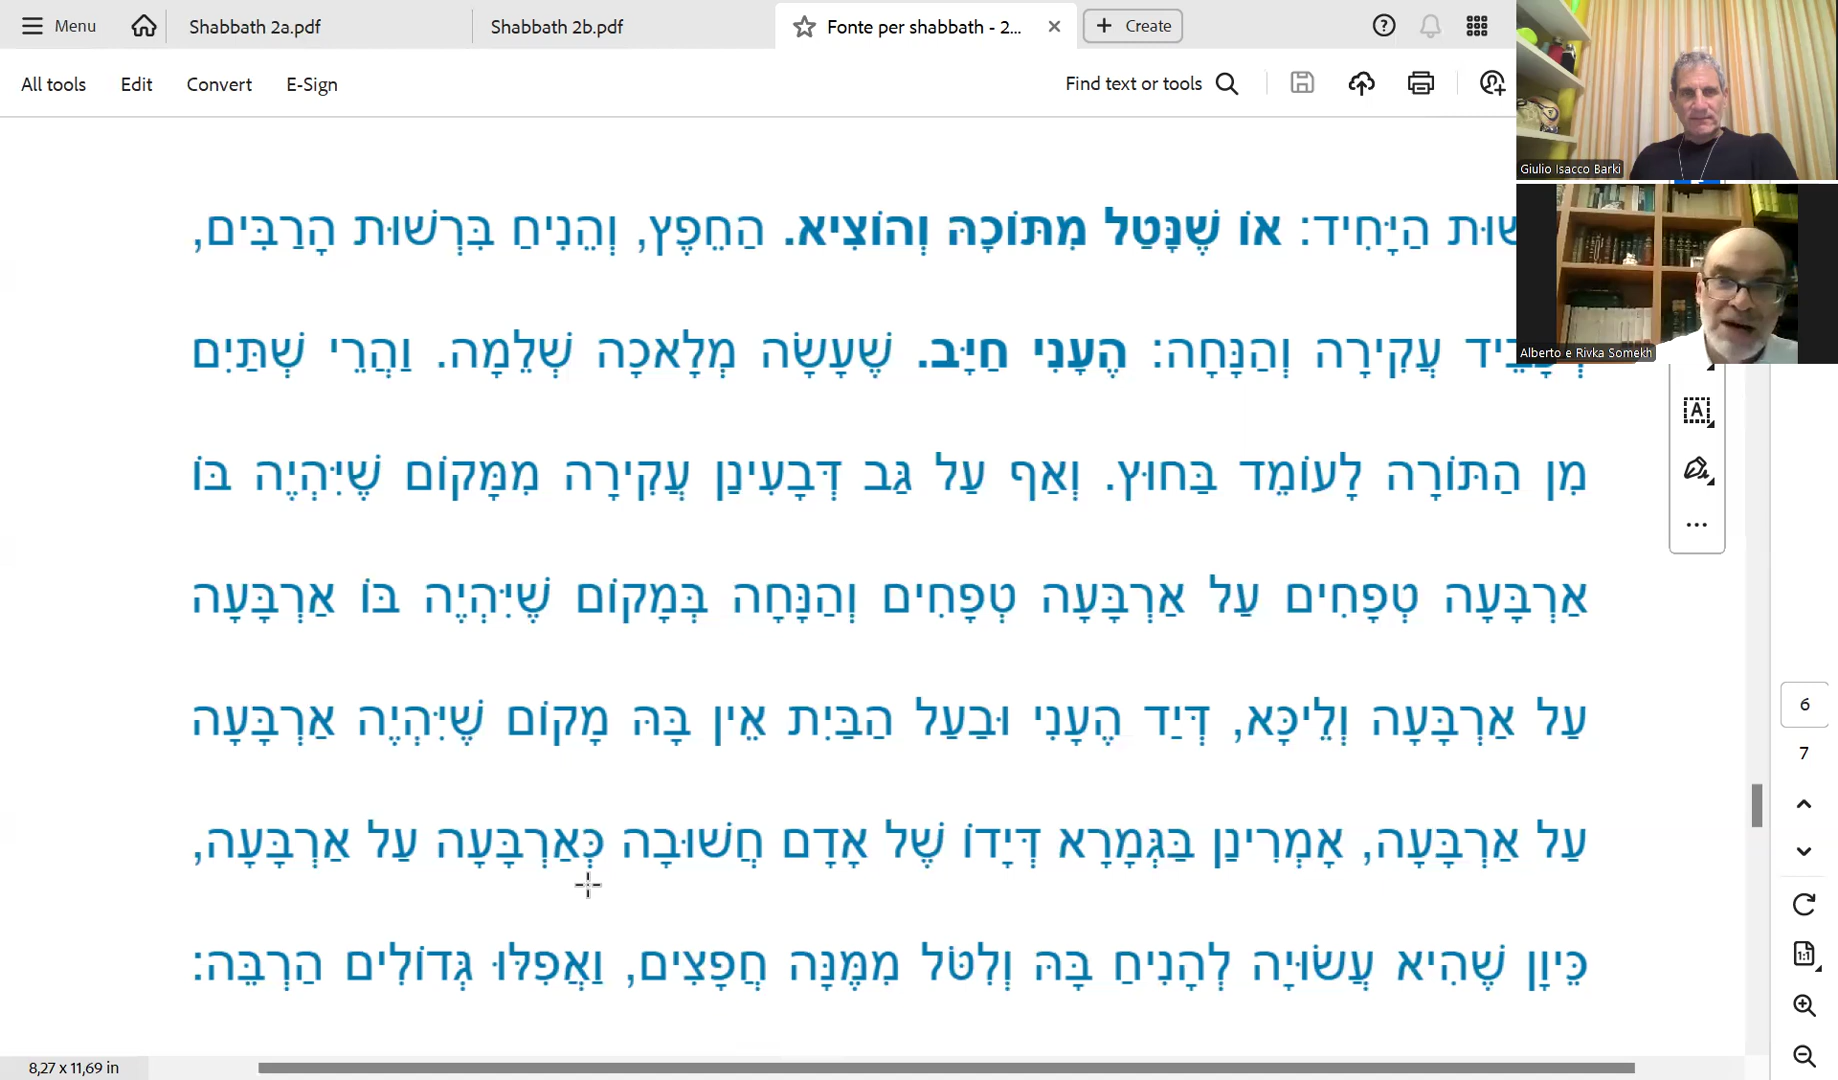 Menu
Shabbath 2a.pdf
Shabbath 2b.pdf
Fonte per shabbath - 2...
Create
All tools
Edit
Convert
E-Sign
Find text or tools
Giulio Isacco Barki
Alberto e Rivka Somekh
הַיָּחִיד: אוֹ שֶׁנָּטַל מִתּוֹכָהּ וְהוֹצִיא. הַחֵפֶץ, וְהֵנִיחַ בִּרְשׁוּת הָרַבִּים,
עֲקִירָה וְהַנָּחָה: הֶעָנִי חַיָּב. שֶׁעָשָׂה מְלָאכָה שְׁלֵמָה. וַהֲרֵי שְׁתַּיִם
מִן הַתּוֹרָה לָעוֹמֵד בַּחוּץ. וְאַף עַל גַּב דְּבָעִינַן עֲקִירָה מִמָּקוֹם שֶׁיִּהְיֶה בּוֹ
אַרְבָּעָה טְפָחִים עַל אַרְבָּעָה טְפָחִים וְהַנָּחָה בְּמָקוֹם שֶׁיִּהְיֶה בּוֹ אַרְבָּעָה
עַל אַרְבָּעָה וְלֵיכָּא, דְּיַד הֶעָנִי וּבַעַל הַבַּיִת אֵין בָּהּ מָקוֹם שֶׁיִּהְיֶה אַרְבָּעָה
עַל אַרְבָּעָה, אָמְרִינַן בַּגְּמָרָא דְּיָדוֹ שֶׁל אָדָם חֲשׁוּבָה כְּאַרְבָּעָה עַל אַרְבָּעָה,
כֵּיוָן שֶׁהִיא עֲשׂוּיָה לְהָנִיחַ בָּהּ וְלִטֹּל מִמֶּנָּה חֲפָצִים, וַאֲפִלּוּ גְּדוֹלִים הַרְבֵּה:
6
7
1:1
8,27 x 11,69 in